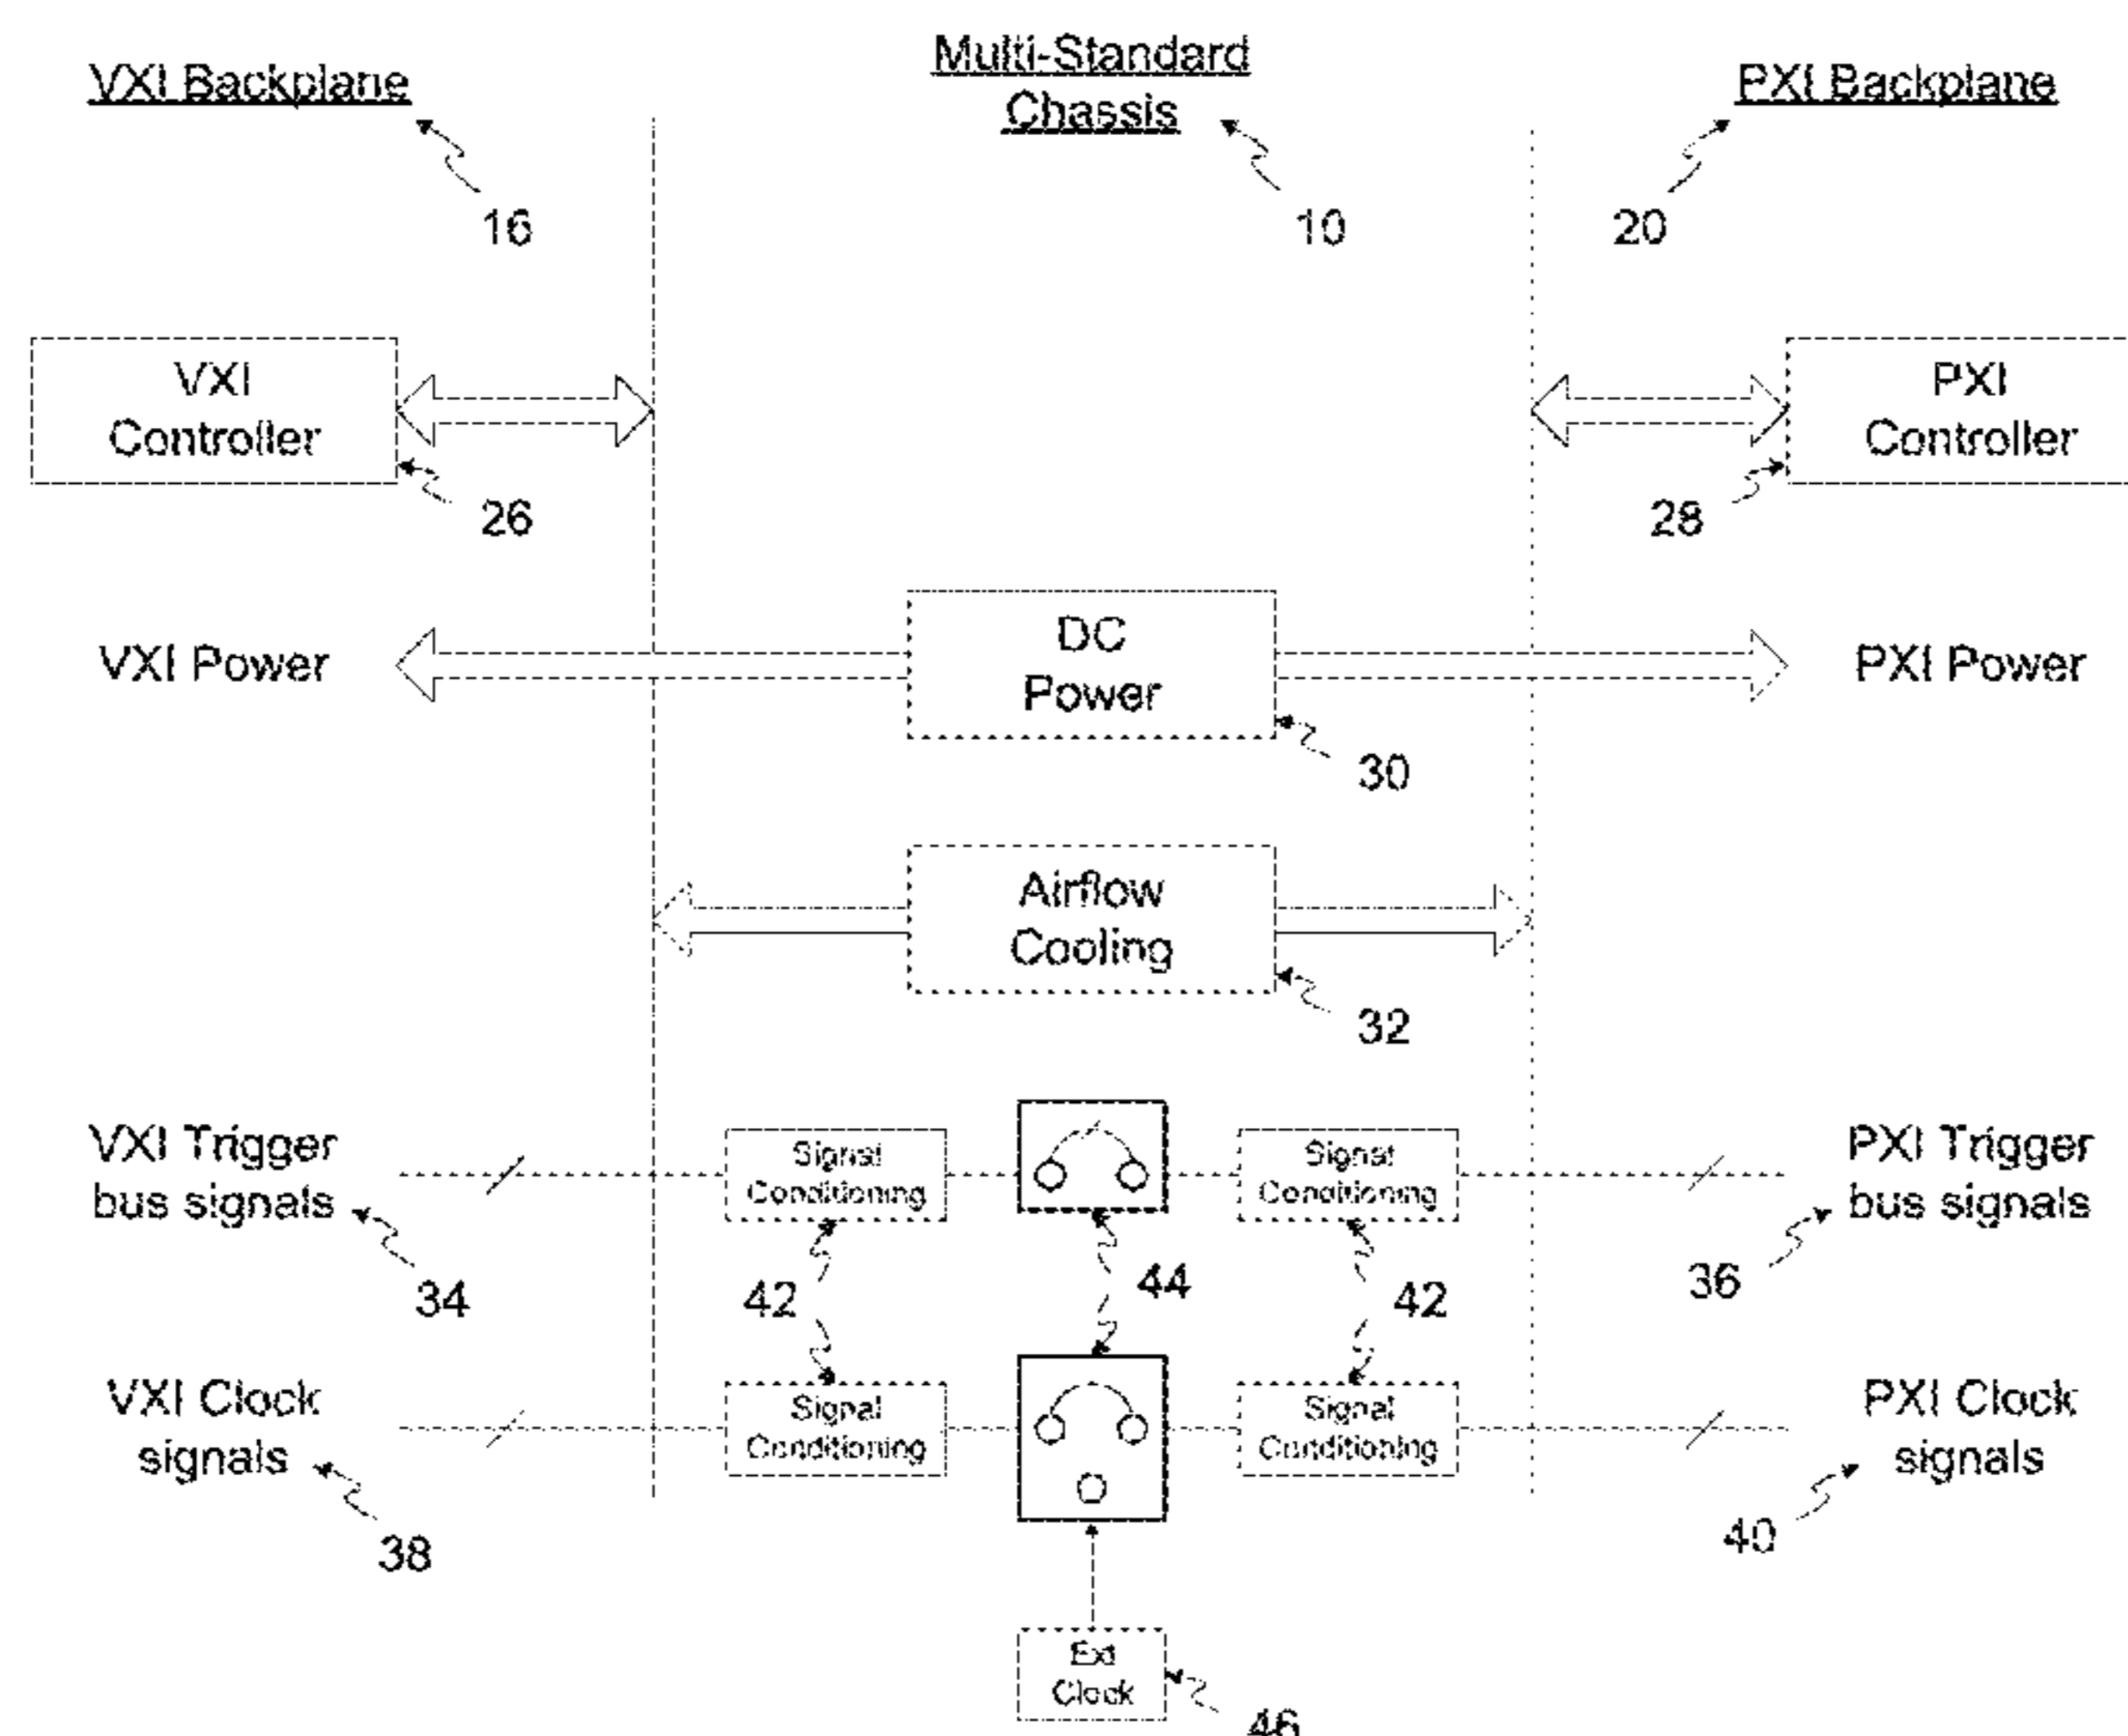 VXI Backplane
Multi-Standard
Chassis
PXI Backplane
16
10
20
VXI
Controller
PXI
Controller
26
28
VXI Power
DC
Power
PXI Power
30
Airflow
Cooling
32
VXI Trigger
bus signals
Signal
Conditioning
Signal
Conditioning
PXI Trigger
bus signals
34
42
44
42
36
VXI Clock
signals
Signal
Conditioning
Signal
Conditioning
PXI Clock
signals
38
40
Ext
Clock
46